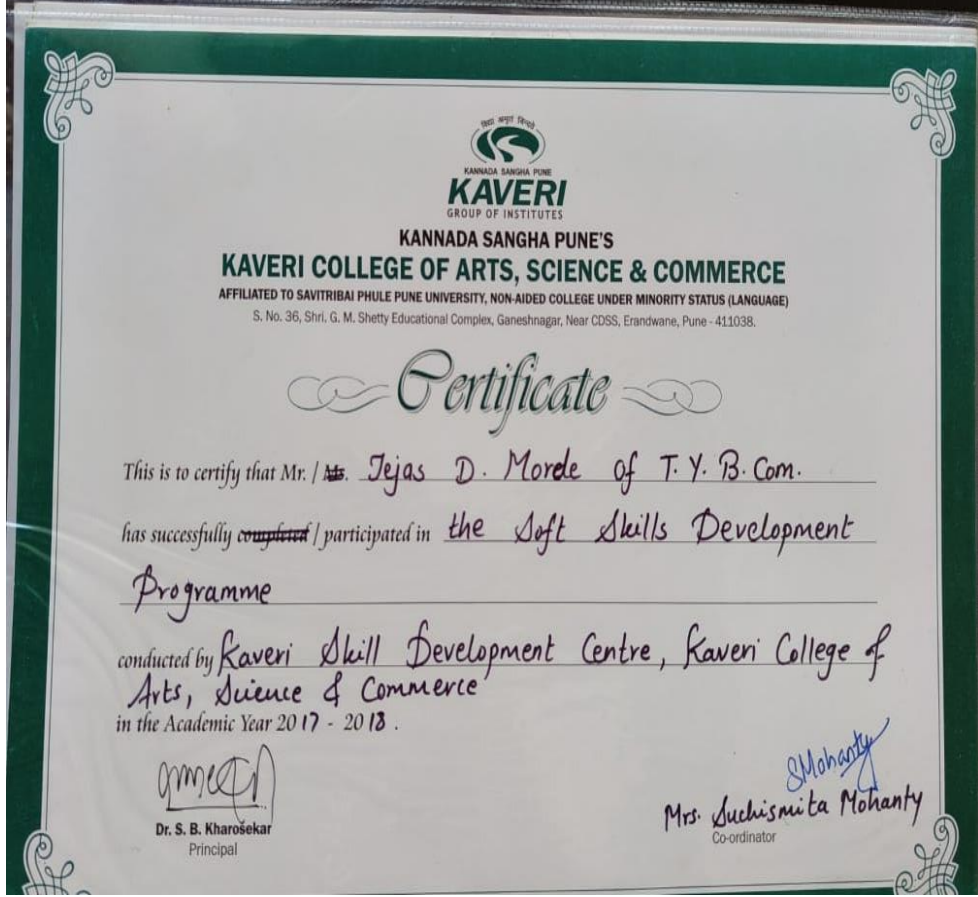 विद्या अमृतं विन्दते
KANNADA SANGHA PUNE
KAVERI
GROUP OF INSTITUTES
KANNADA SANGHA PUNE'S
KAVERI COLLEGE OF ARTS, SCIENCE & COMMERCE
AFFILIATED TO SAVITRIBAI PHULE PUNE UNIVERSITY, NON-AIDED COLLEGE UNDER MINORITY STATUS (LANGUAGE)
S. No. 36, Shri. G. M. Shetty Educational Complex, Ganeshnagar, Near CDSS, Erandwane, Pune - 411038.
Certificate
This is to certify that Mr. / Ms. Tejas D. Morde of T. Y. B. Com.
has successfully completed / participated in the Soft Skills Development
Programme
conducted by Kaveri Skill Development Centre, Kaveri College of
Arts, Science & Commerce
in the Academic Year 2017 - 2018.
SMohanty
Dr. S. B. Kharosekar
Principal
Mrs. Suchismita Mohanty
Co-ordinator